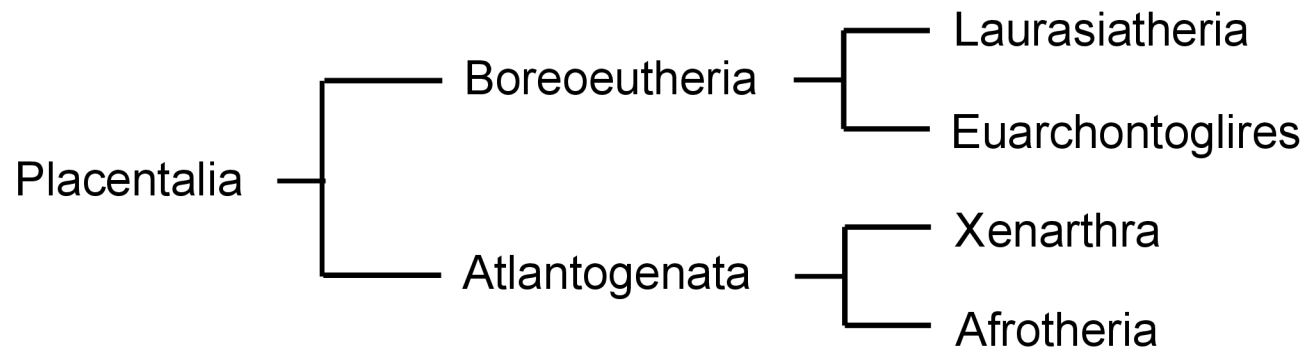 Laurasiatheria
Boreoeutheria
Euarchontoglires
Placentalia
Xenarthra
Atlantogenata
Afrotheria